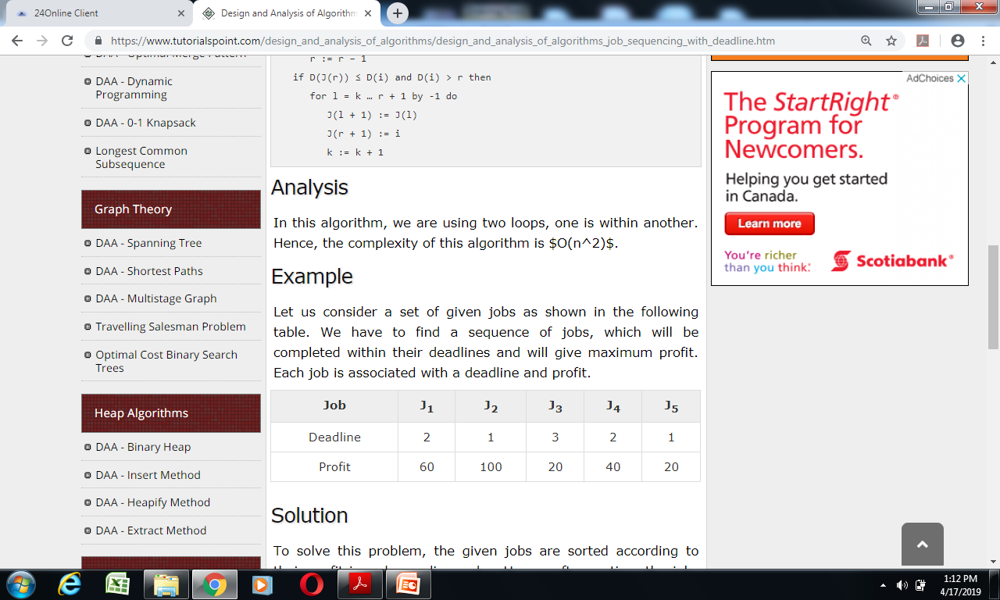 24Online Client
Design and Analysis of Algorithm
https://www.tutorialspoint.com/design_and_analysis_of_algorithms/design_and_analysis_of_algorithms_job_sequencing_with_deadline.htm
DAA - Optimal Merge Pattern
DAA - Dynamic
Programming
DAA - 0-1 Knapsack
Longest Common
Subsequence
Graph Theory
DAA - Spanning Tree
DAA - Shortest Paths
DAA - Multistage Graph
Travelling Salesman Problem
Optimal Cost Binary Search
Trees
Heap Algorithms
DAA - Binary Heap
DAA - Insert Method
DAA - Heapify Method
DAA - Extract Method
r := r – 1
if D(J(r)) ≤ D(i) and D(i) > r then
for l = k … r + 1 by -1 do
J(l + 1) := J(l)
J(r + 1) := i
k := k + 1
Analysis
In this algorithm, we are using two loops, one is within another.
Hence, the complexity of this algorithm is $O(n^2)$.
Example
Let us consider a set of given jobs as shown in the following
table. We have to find a sequence of jobs, which will be
completed within their deadlines and will give maximum profit.
Each job is associated with a deadline and profit.
Job J1 J2 J3 J4 J5
Deadline 2 1 3 2 1
Profit 60 100 20 40 20
Solution
To solve this problem, the given jobs are sorted according to
AdChoices
The StartRight®
Program for
Newcomers.
Helping you get started
in Canada.
Learn more
You're richer
than you think.
Scotiabank®
1:12 PM
4/17/2019